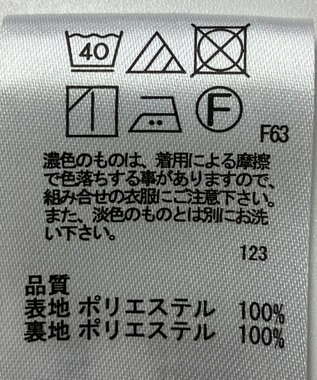 40
F
F63
濃色のものは、着用による摩擦
で色落ちする事がありますので、
組み合せの衣服にご注意下さい。
また、淡色のものとは別にお洗
い下さい。
123
品質
表地 ポリエステル 100%
裏地 ポリエステル 100%